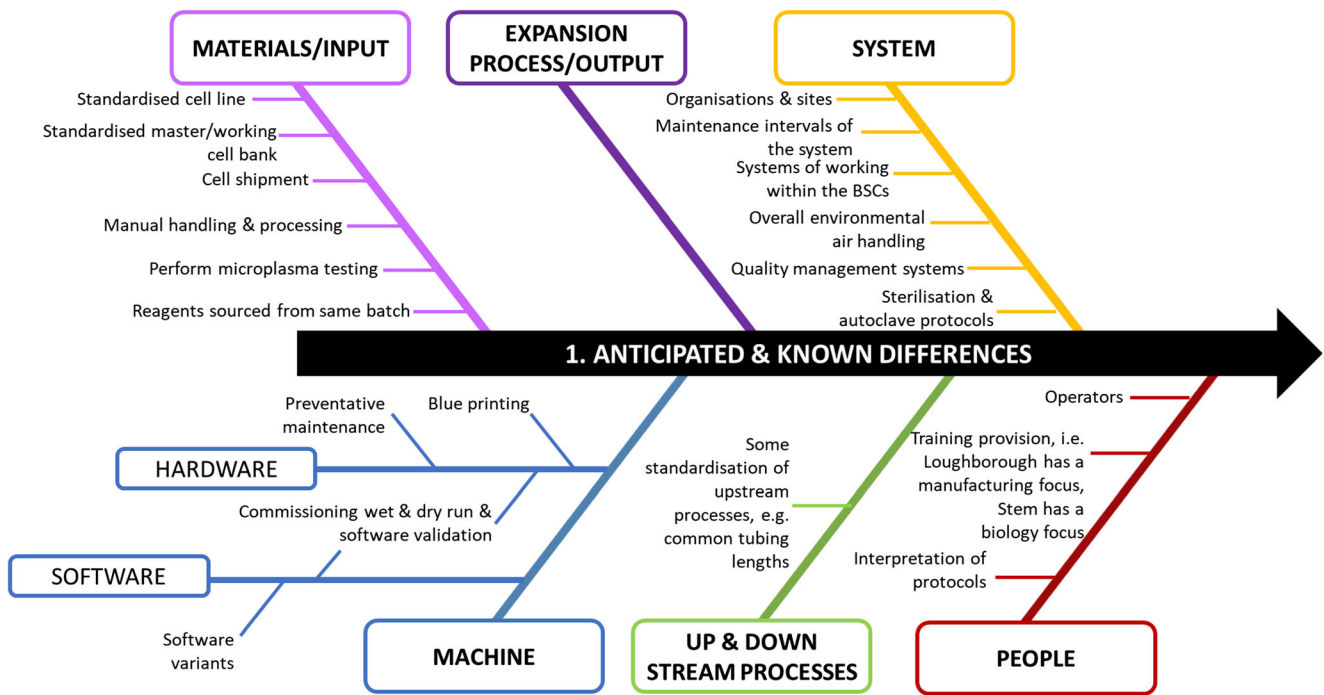 MATERIALS/INPUT
EXPANSION
PROCESS/OUTPUT
SYSTEM
Standardised cell line
Standardised master/working
cell bank
Cell shipment
Manual handling & processing
Perform microplasma testing
Reagents sourced from same batch
Organisations & sites
Maintenance intervals of
the system
Systems of working
within the BSCs
Overall environmental
air handling
Quality management systems
Sterilisation &
autoclave protocols
1. ANTICIPATED & KNOWN DIFFERENCES
Preventative
maintenance
Blue printing
HARDWARE
Commissioning wet & dry run &
software validation
SOFTWARE
Software
variants
MACHINE
Some
standardisation of
upstream
processes, e.g.
common tubing
lengths
UP & DOWN
STREAM PROCESSES
Operators
Training provision, i.e.
Loughborough has a
manufacturing focus,
Stem has a
biology focus
Interpretation of
protocols
PEOPLE